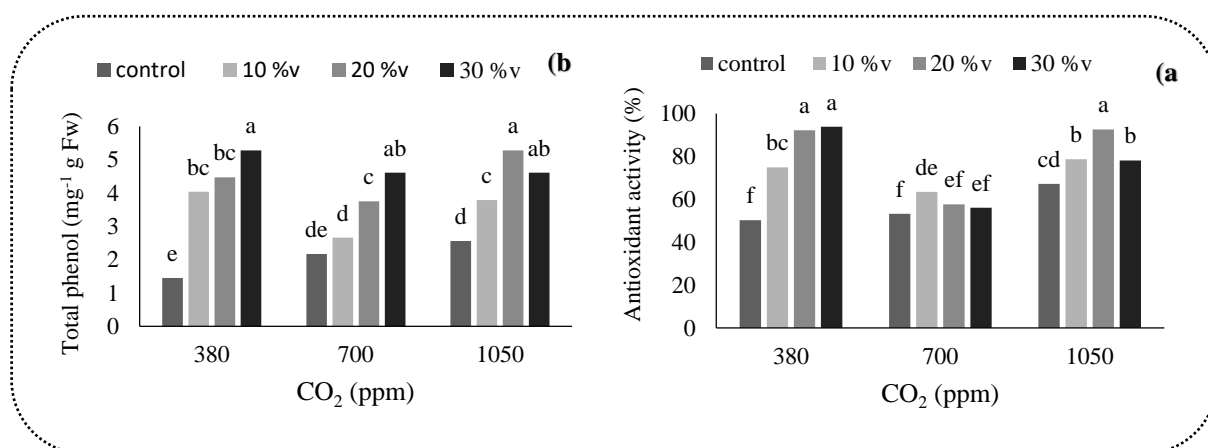 control 10 %v 20 %v 30 %v (b
Total phenol (mg-1 g Fw)
6
5
4
3
2
1
0
e bc bc a
de d c ab
d c a ab
380 700 1050
CO2 (ppm)
control 10 %v 20 %v 30 %v (a
Antioxidant activity (%)
100
80
60
40
20
0
f bc a a
f de ef ef
cd b a b
380 700 1050
CO2 (ppm)